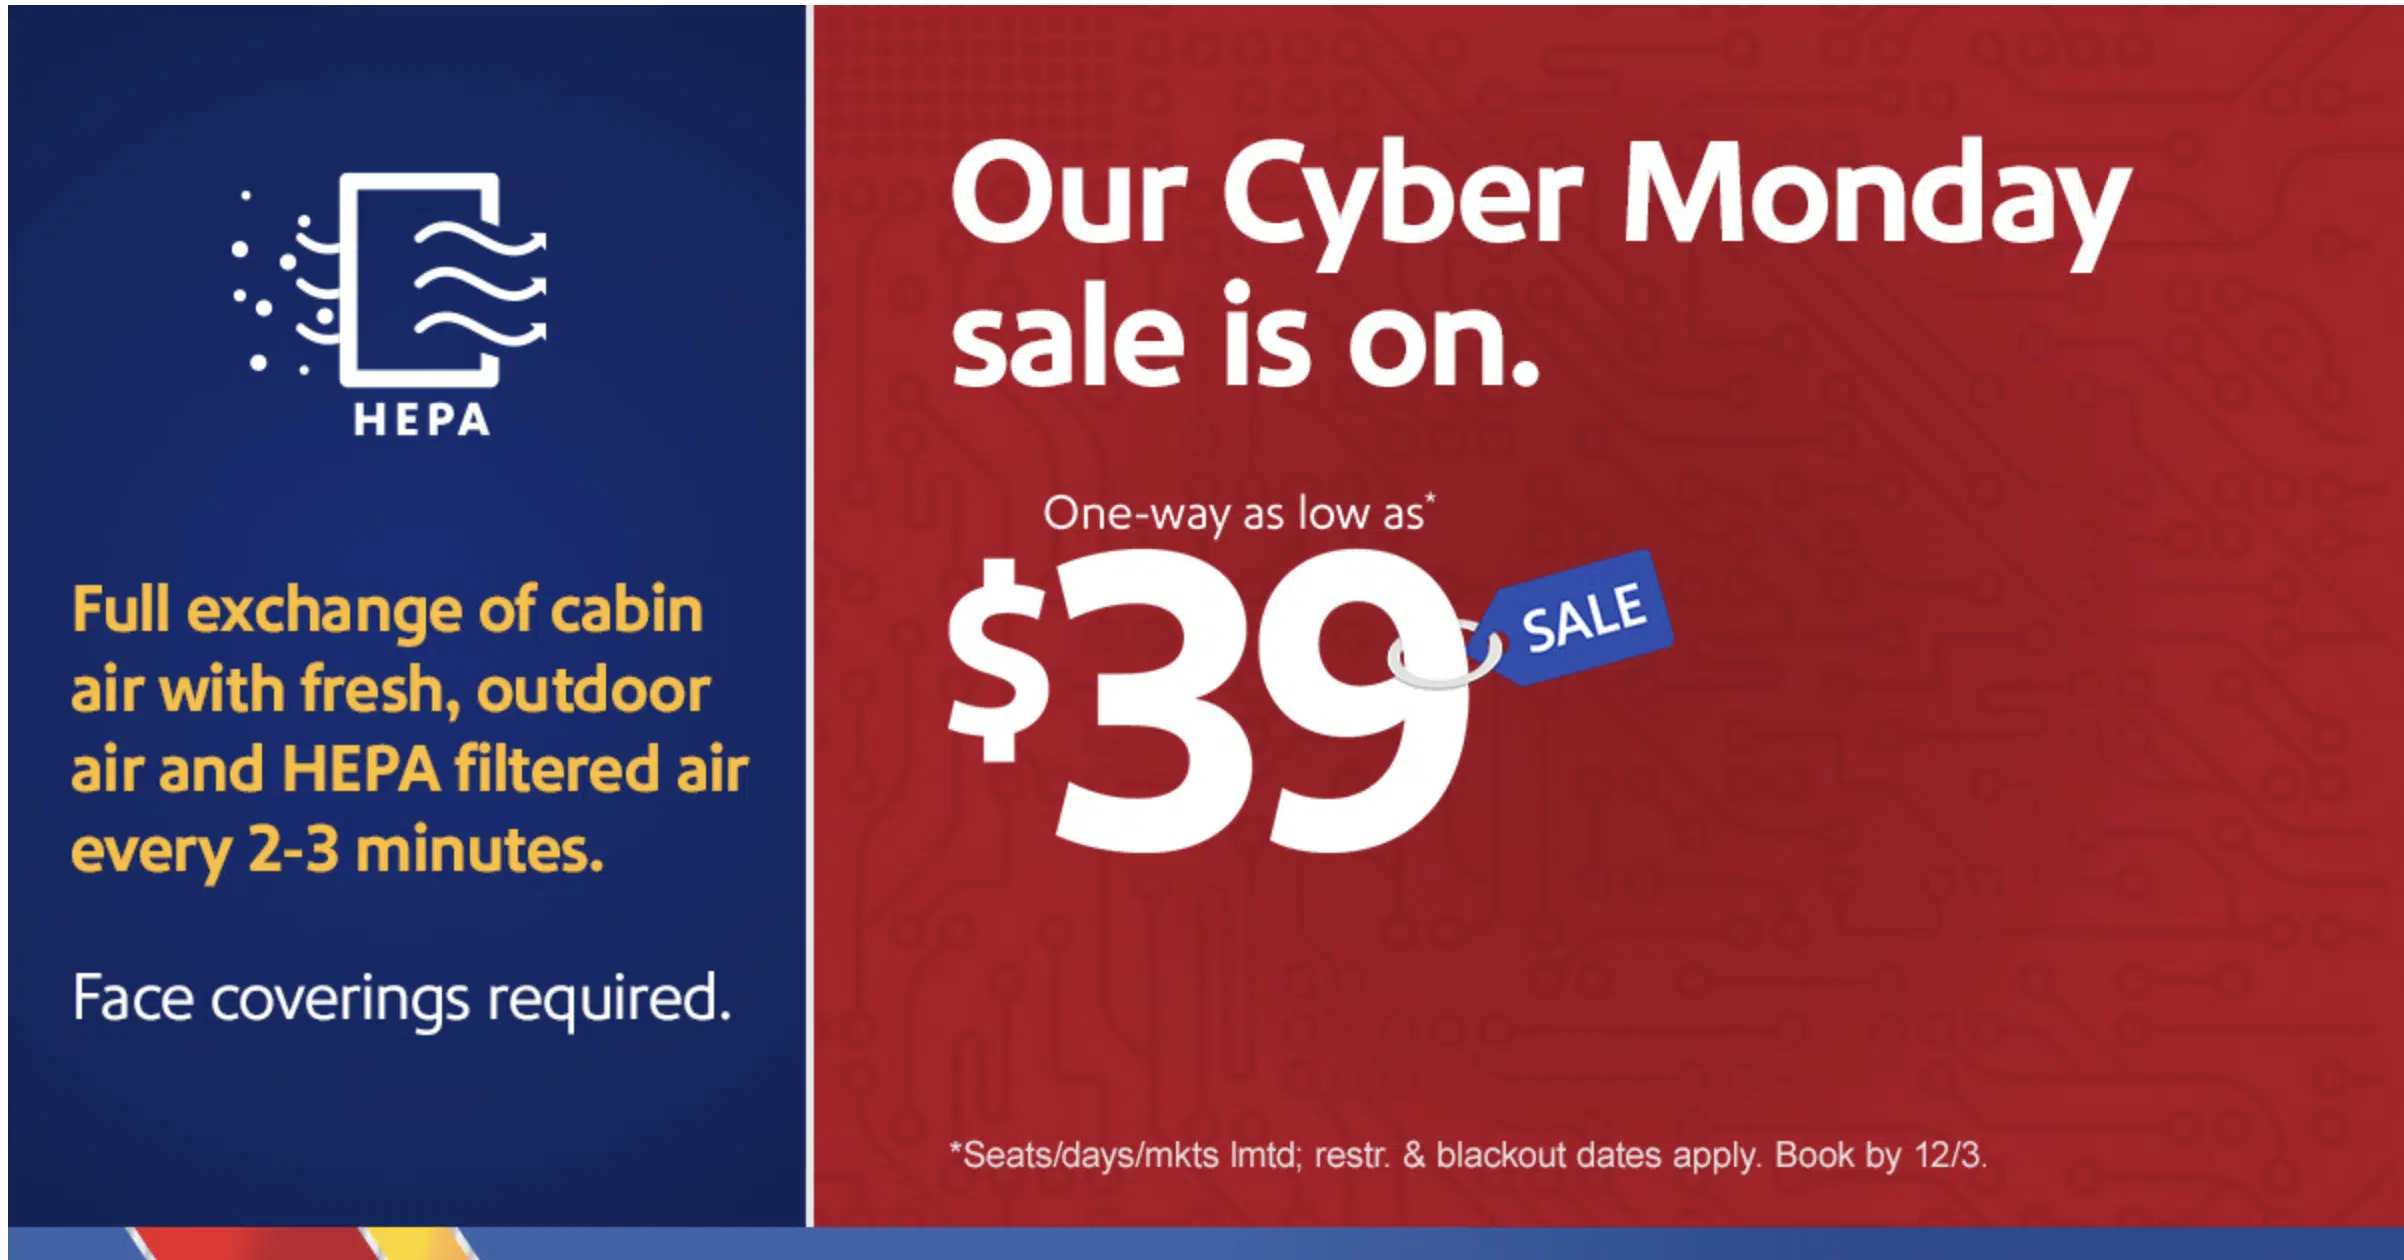 HEPA
Full exchange of cabin
air with fresh, outdoor
air and HEPA filtered air
every 2-3 minutes.
Face coverings required.
Our Cyber Monday
sale is on.
One-way as low as*
$39
SALE
*Seats/days/mkts lmtd; restr. & blackout dates apply. Book by 12/3.